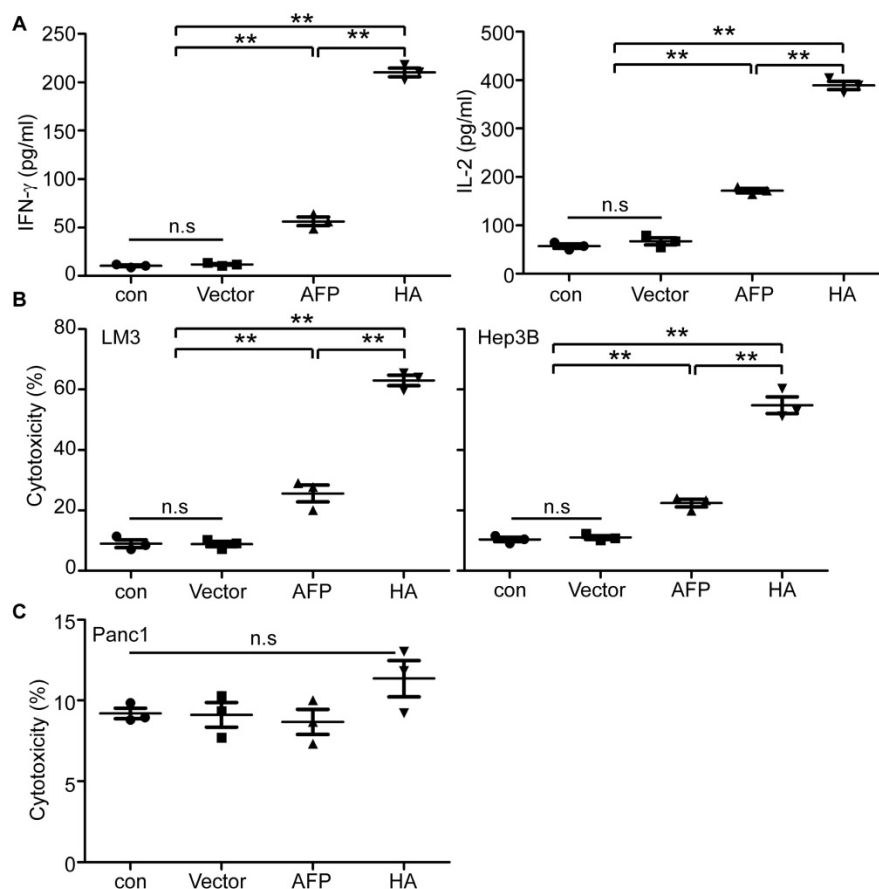 A
IFN-γ (pg/ml)
250
200
150
100
50
0
**
** **
n.s
con Vector AFP HA
IL-2 (pg/ml)
500
400
300
200
100
0
**
** **
n.s
con Vector AFP HA
B
LM3
Cytotoxicity (%)
80
60
40
20
0
**
** **
n.s
con Vector AFP HA
Hep3B
**
** **
n.s
con Vector AFP HA
C
Panc1
Cytotoxicity (%)
15
10
5
0
n.s
con Vector AFP HA